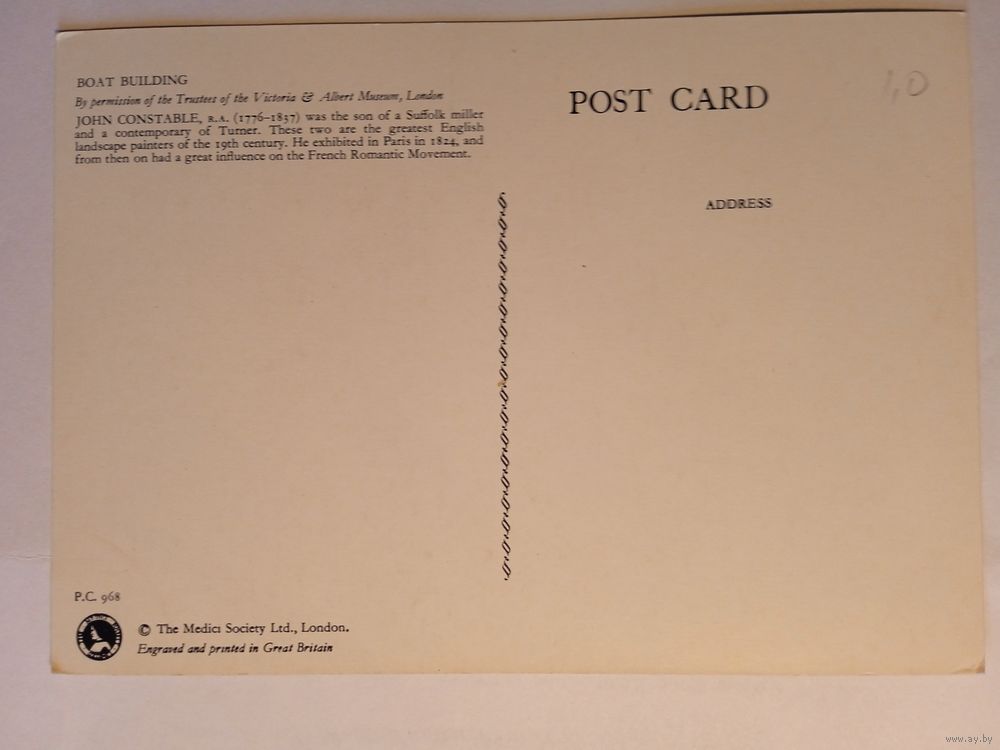 BOAT BUILDING
By permission of the Trustees of the Victoria & Albert Museum, London
JOHN CONSTABLE, R.A. (1776–1837) was the son of a Suffolk miller
and a contemporary of Turner. These two are the greatest English
landscape painters of the 19th century. He exhibited in Paris in 1824, and
from then on had a great influence on the French Romantic Movement.
POST CARD
1,0
ADDRESS
P.C. 968
© The Medici Society Ltd., London.
Engraved and printed in Great Britain
www.ay.by